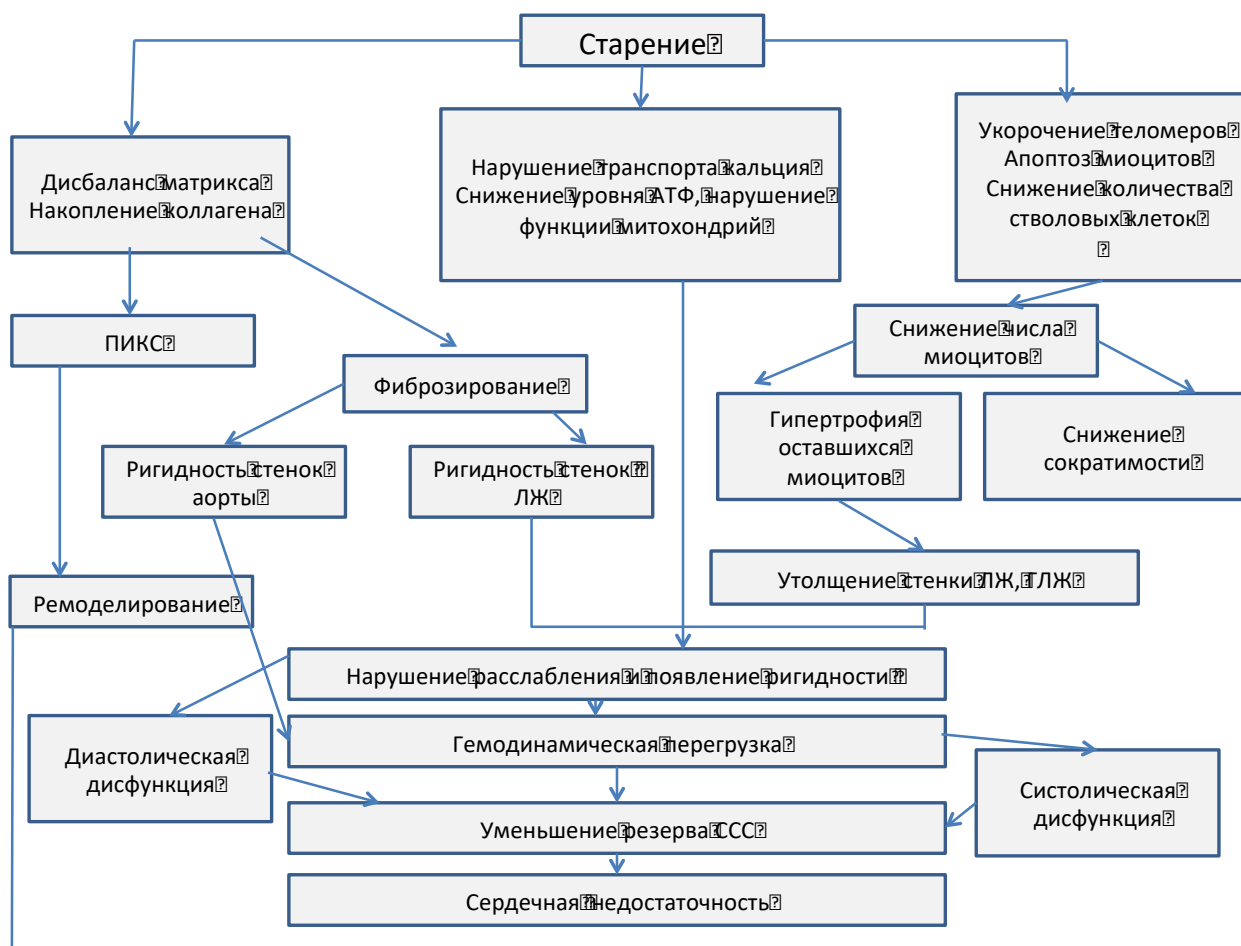 Старение
Дисбаланс матрикса
Накопление коллагена
Нарушение транспорта кальция
Снижение уровня АТФ, нарушение
функции митохондрий
Укорочение теломеров
Апоптоз миоцитов
Снижение количества
стволовых клеток
ПИКС
Снижение числа
миоцитов
Фиброзирование
Гипертрофия
оставшихся
миоцитов
Снижение
сократимости
Ригидность стенок
аорты
Ригидность стенок
ЛЖ
Утолщение стенки ЛЖ, ГЛЖ
Ремоделирование
Нарушение расслабления и появление ригидности
Диастолическая
дисфункция
Гемодинамическая перегрузка
Систолическая
дисфункция
Уменьшение резерва ССС
Сердечная недостаточность